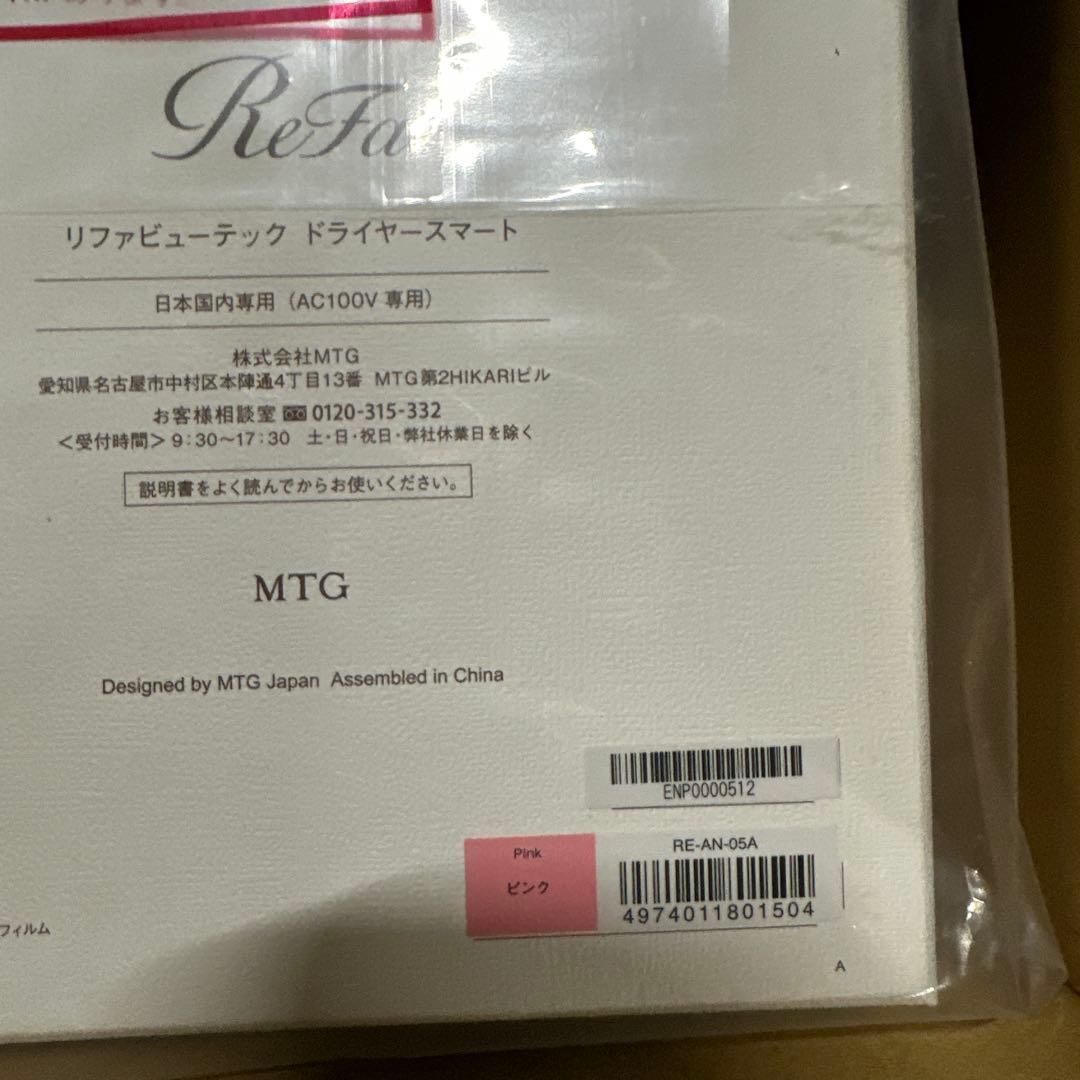 ReFa
リファビューテック ドライヤースマート
日本国内専用（AC100V 専用）
株式会社MTG
愛知県名古屋市中村区本陣通4丁目13番 MTG第2HIKARIビル
お客様相談室 0120-315-332
＜受付時間＞9：30〜17：30 土・日・祝日・弊社休業日を除く
説明書をよく読んでからお使いください。
MTG
Designed by MTG Japan Assembled in China
ENP0000512
Pink
ピンク
RE-AN-05A
4974011801504
フィルム
A